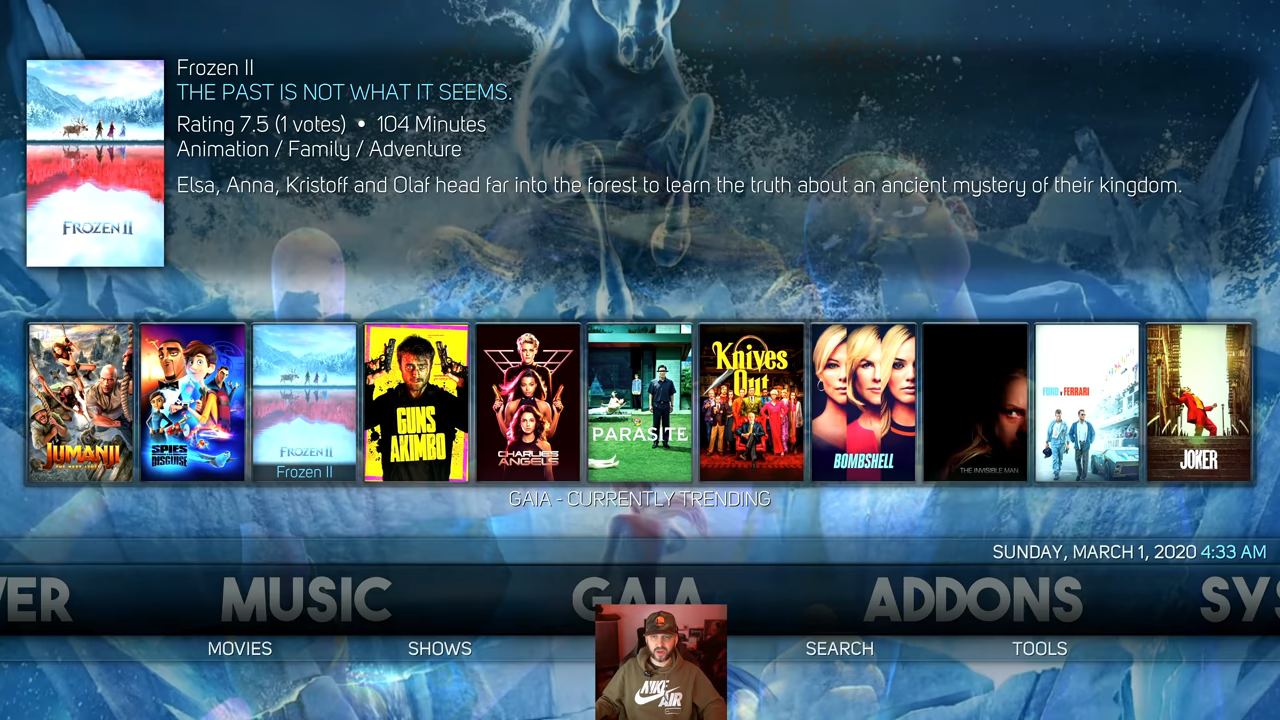 Frozen II
THE PAST IS NOT WHAT IT SEEMS.
Rating 7.5 (1 votes) • 104 Minutes
Animation / Family / Adventure
Elsa, Anna, Kristoff and Olaf head far into the forest to learn the truth about an ancient mystery of their kingdom.
FROZEN II
JUMANJI
THE NEXT LEVEL
SPIES
IN
DISGUISE
FROZEN II
Frozen II
GUNS
AKIMBO
CHARLIE'S
ANGELS
PARASITE
Knives
Out
BOMBSHELL
THE INVISIBLE MAN
FORD v FERRARI
JOKER
GAIA - CURRENTLY TRENDING
SUNDAY, MARCH 1, 2020 4:33 AM
VER MUSIC GAIA ADDONS SYS
MOVIES SHOWS SEARCH TOOLS
NIKE
AIR